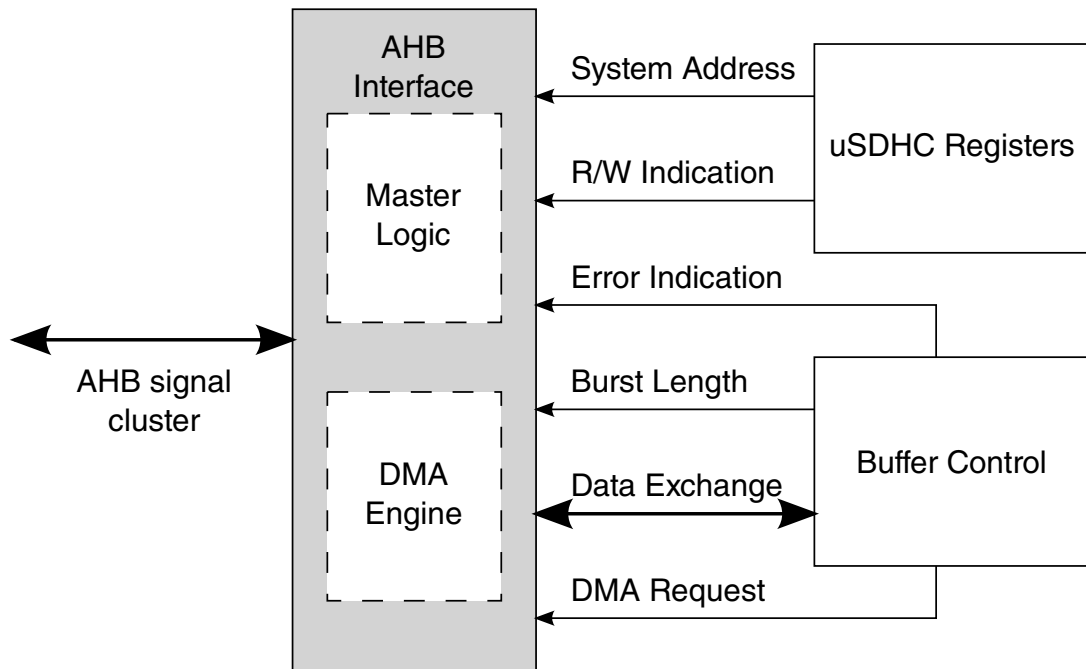 AHB
Interface
Master
Logic
DMA
Engine
AHB signal
cluster
System Address
R/W Indication
Error Indication
Burst Length
Data Exchange
DMA Request
uSDHC Registers
Buffer Control